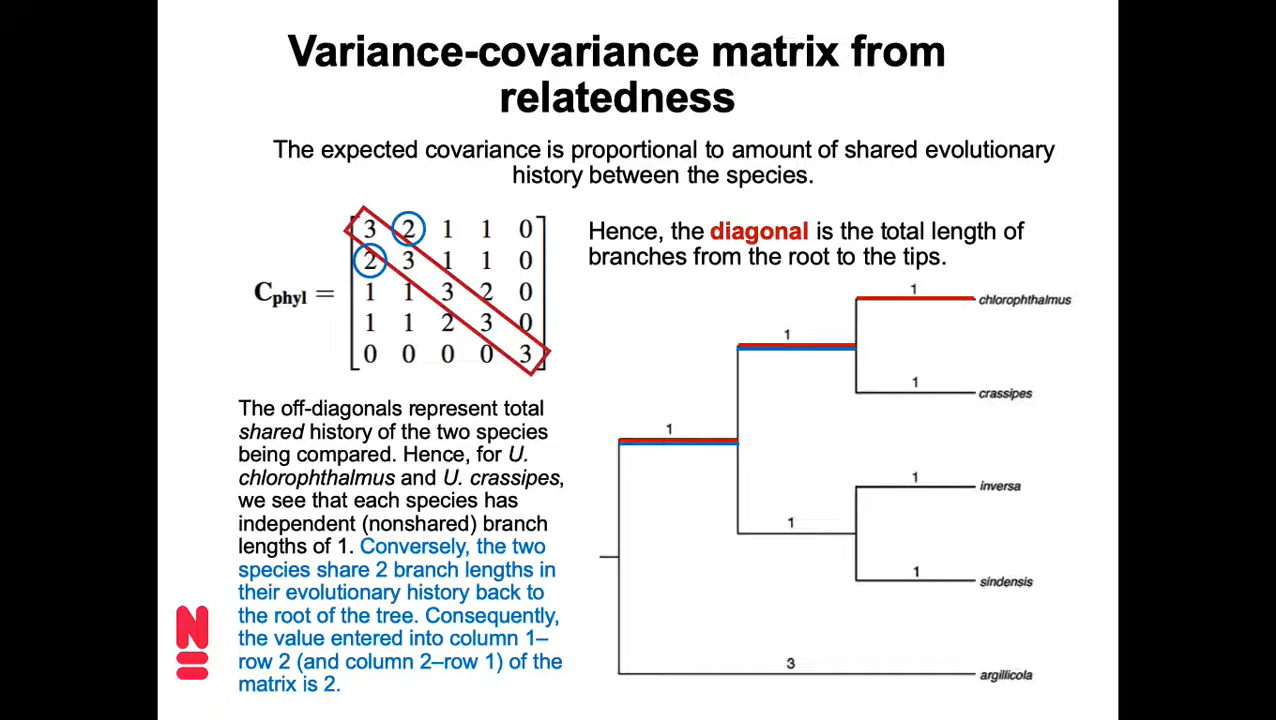 Variance-covariance matrix from
relatedness
The expected covariance is proportional to amount of shared evolutionary
history between the species.
C_phyl =
3 2 1 1 0
2 3 1 1 0
1 1 3 2 0
1 1 2 3 0
0 0 0 0 3
Hence, the diagonal is the total length of
branches from the root to the tips.
The off-diagonals represent total
shared history of the two species
being compared. Hence, for U.
chlorophthalmus and U. crassipes,
we see that each species has
independent (nonshared) branch
lengths of 1. Conversely, the two
species share 2 branch lengths in
their evolutionary history back to
the root of the tree. Consequently,
the value entered into column 1–
row 2 (and column 2–row 1) of the
matrix is 2.
1
chlorophthalmus
1
1
crassipes
1
1
inversa
1
1
sindensis
3
argillicola